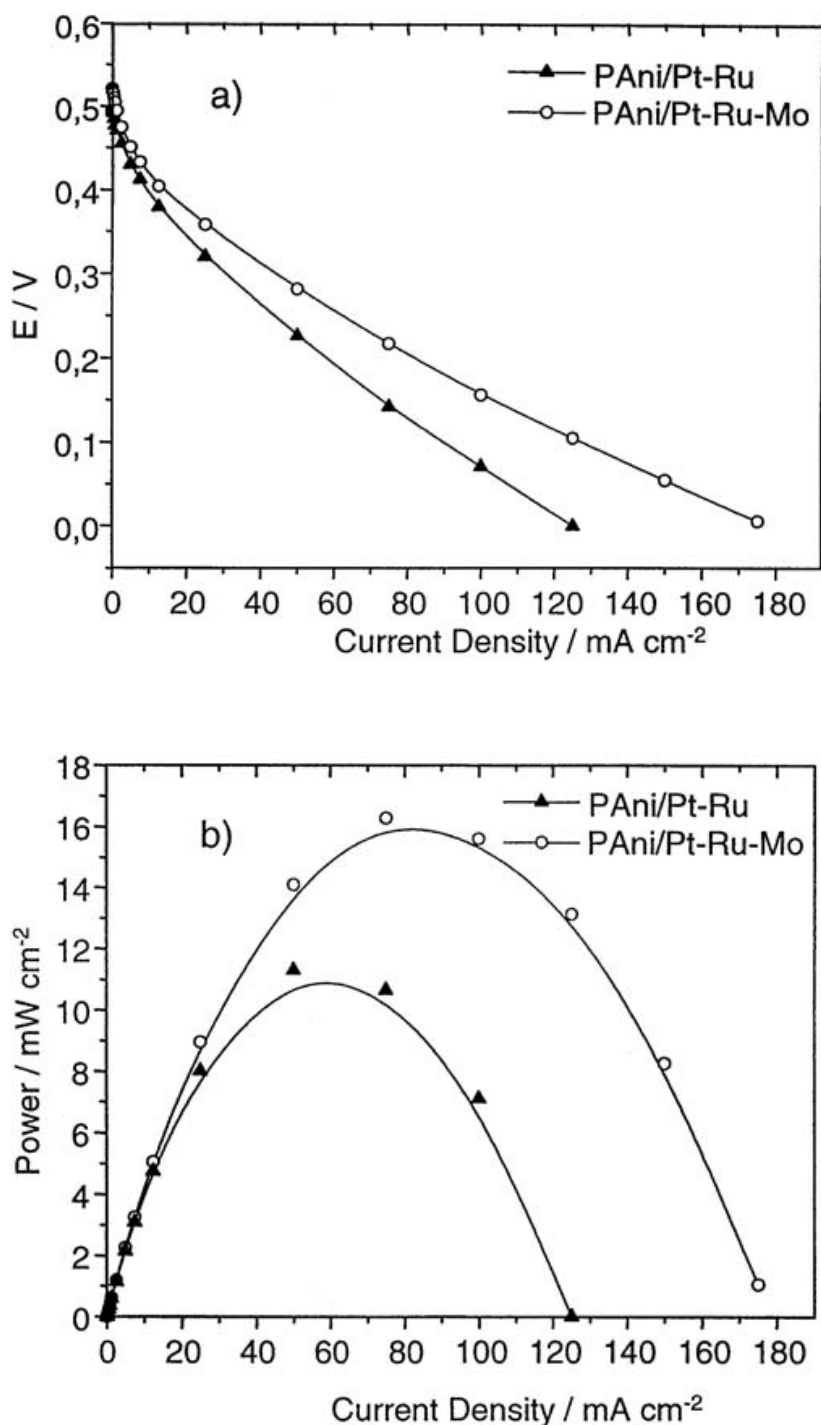 0,6
a)
PAni/Pt-Ru
PAni/Pt-Ru-Mo
0,5
0,4
0,3
0,2
0,1
0,0
E / V
0 20 40 60 80 100 120 140 160 180
Current Density / mA cm-2
18
b)
PAni/Pt-Ru
PAni/Pt-Ru-Mo
16
14
12
10
8
6
4
2
0
Power / mW cm-2
0 20 40 60 80 100 120 140 160 180
Current Density / mA cm-2